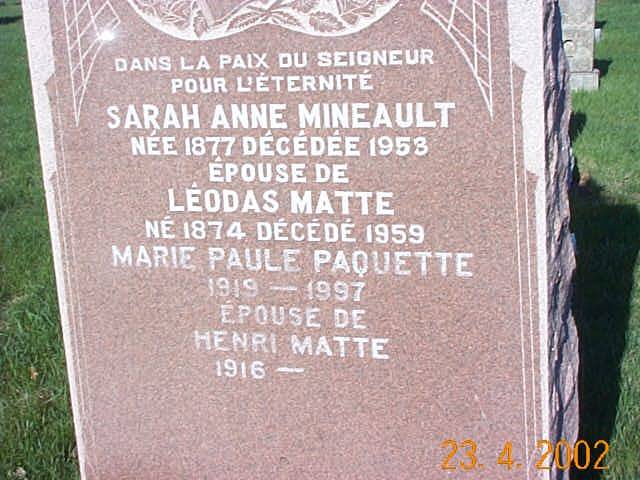 DANS LA PAIX DU SEIGNEUR
POUR L'ÉTERNITÉ
SARAH ANNE MINEAULT
NÉE 1877 DÉCÉDÉE 1953
ÉPOUSE DE
LÉODAS MATTE
NÉ 1874 DÉCÉDÉ 1959
MARIE PAULE PAQUETTE
1919 — 1997
ÉPOUSE DE
HENRI MATTE
1916 —
23. 4. 2002